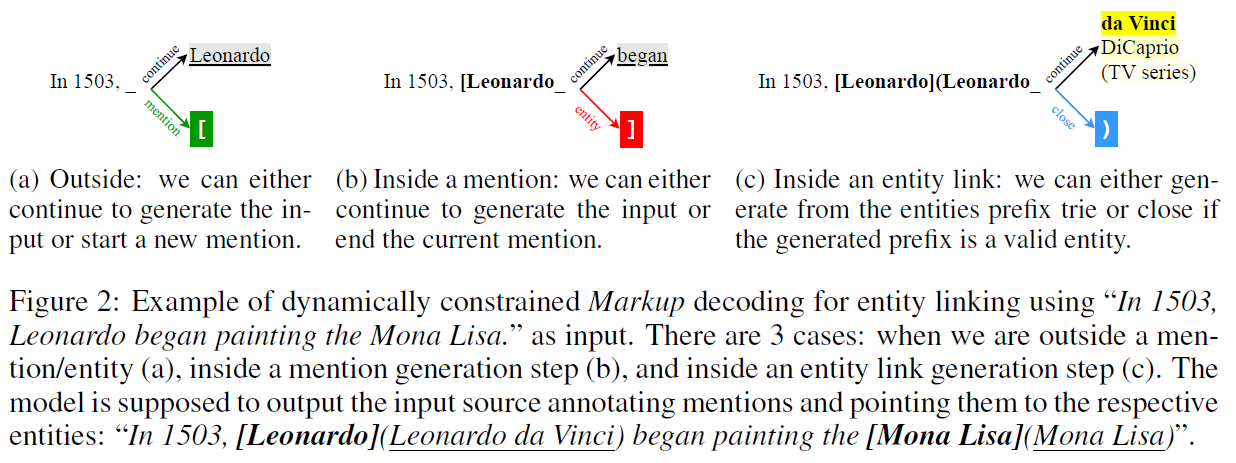 In 1503, _ continue Leonardo
mention [
In 1503, [Leonardo_ continue began
entity ]
In 1503, [Leonardo](Leonardo_ continue da Vinci
DiCaprio
(TV series)
close )
(a) Outside: we can either
continue to generate the in-
put or start a new mention.
(b) Inside a mention: we can either
continue to generate the input or
end the current mention.
(c) Inside an entity link: we can either gen-
erate from the entities prefix trie or close if
the generated prefix is a valid entity.
Figure 2: Example of dynamically constrained Markup decoding for entity linking using “In 1503,
Leonardo began painting the Mona Lisa.” as input. There are 3 cases: when we are outside a men-
tion/entity (a), inside a mention generation step (b), and inside an entity link generation step (c). The
model is supposed to output the input source annotating mentions and pointing them to the respective
entities: “In 1503, [Leonardo](Leonardo da Vinci) began painting the [Mona Lisa](Mona Lisa)”.